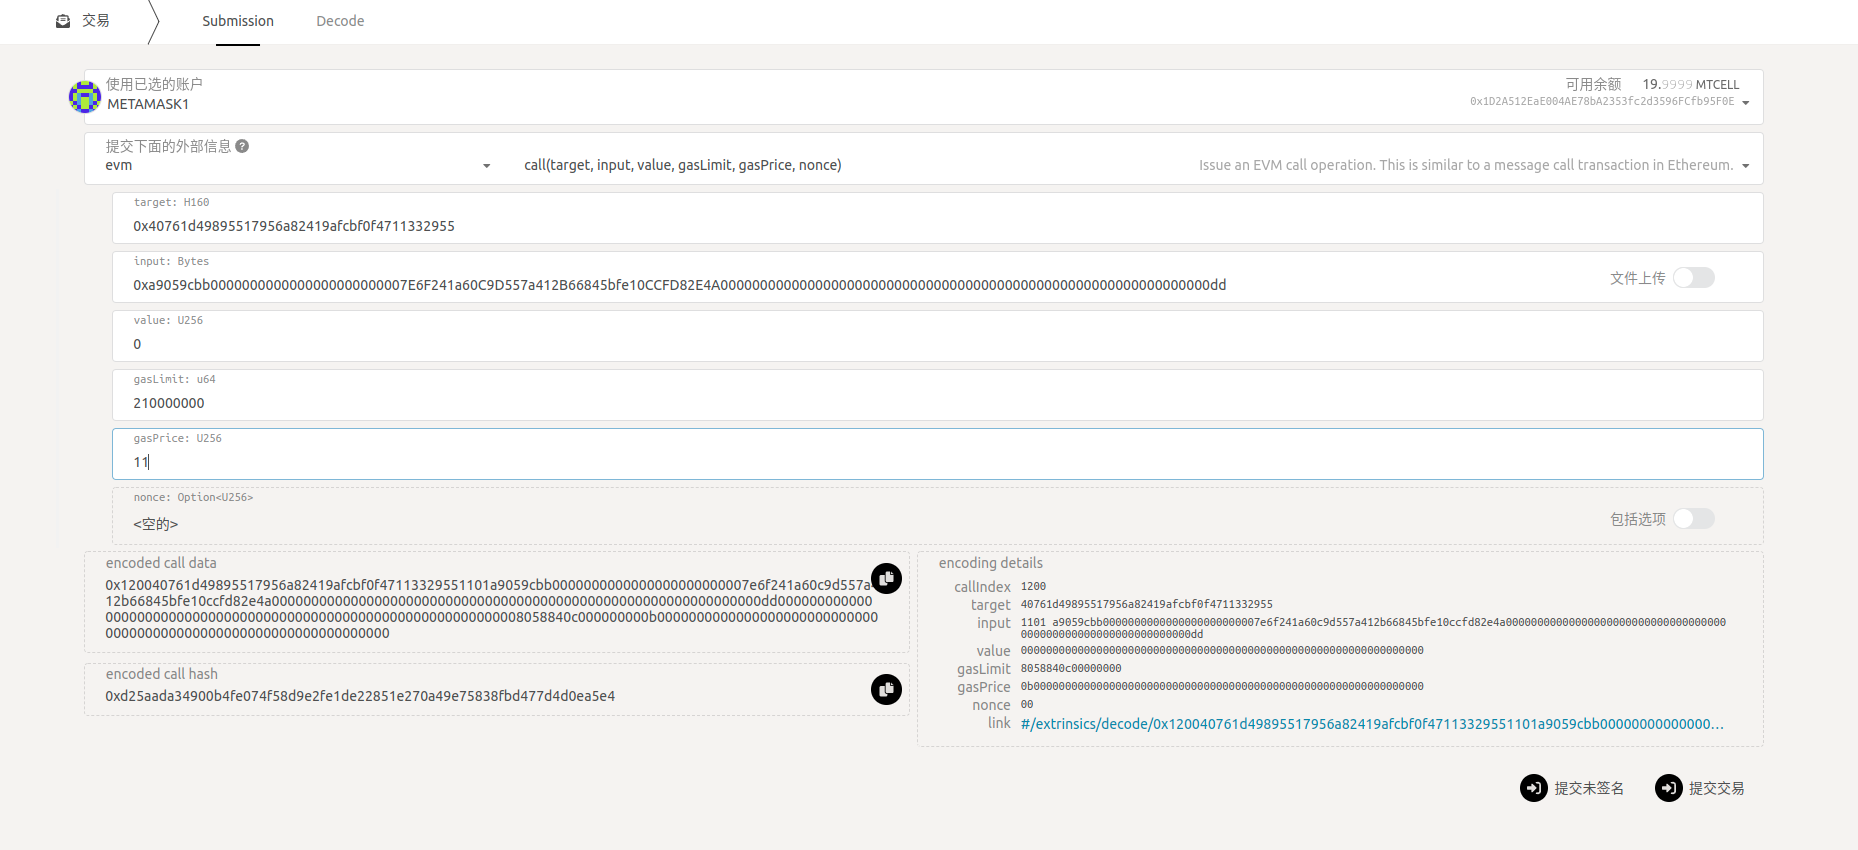 交易
Submission
Decode
使用已选的账户
METAMASK1
可用余额 19.9999 MTCELL
0x1D2A512EaE004AE78bA2353fc2d3596FCfb95F0E
提交下面的外部信息
evm
call(target, input, value, gasLimit, gasPrice, nonce)
Issue an EVM call operation. This is similar to a message call transaction in Ethereum.
target: H160
0x40761d49895517956a82419afcbf0f4711332955
input: Bytes
0xa9059cbb0000000000000000000000007E6F241a60C9D557a412B66845bfe10CCFD82E4A00000000000000000000000000000000000000000000000000000000000000dd
文件上传
value: U256
0
gasLimit: u64
210000000
gasPrice: U256
11
nonce: Option<U256>
<空的>
包括选项
encoded call data
0x120040761d49895517956a82419afcbf0f47113329551101a9059cbb0000000000000000000000007e6f241a60c9d557a4
12b66845bfe10ccfd82e4a00000000000000000000000000000000000000000000000000000000000000dd000000000000
00000000000000000000000000000000000000000000000000008058840c000000000b0000000000000000000000000000
000000000000000000000000000000000000
encoded call hash
0xd25aada34900b4fe074f58d9e2fe1de22851e270a49e75838fbd477d4d0ea5e4
encoding details
callIndex 1200
target 40761d49895517956a82419afcbf0f4711332955
input 1101 a9059cbb0000000000000000000000007e6f241a60c9d557a412b66845bfe10ccfd82e4a00000000000000000000000000000000000
000000000000000000000000000dd
value 0000000000000000000000000000000000000000000000000000000000000000
gasLimit 8058840c00000000
gasPrice 0b00000000000000000000000000000000000000000000000000000000000000
nonce 00
link #/extrinsics/decode/0x120040761d49895517956a82419afcbf0f47113329551101a9059cbb00000000000000…
提交未签名
提交交易